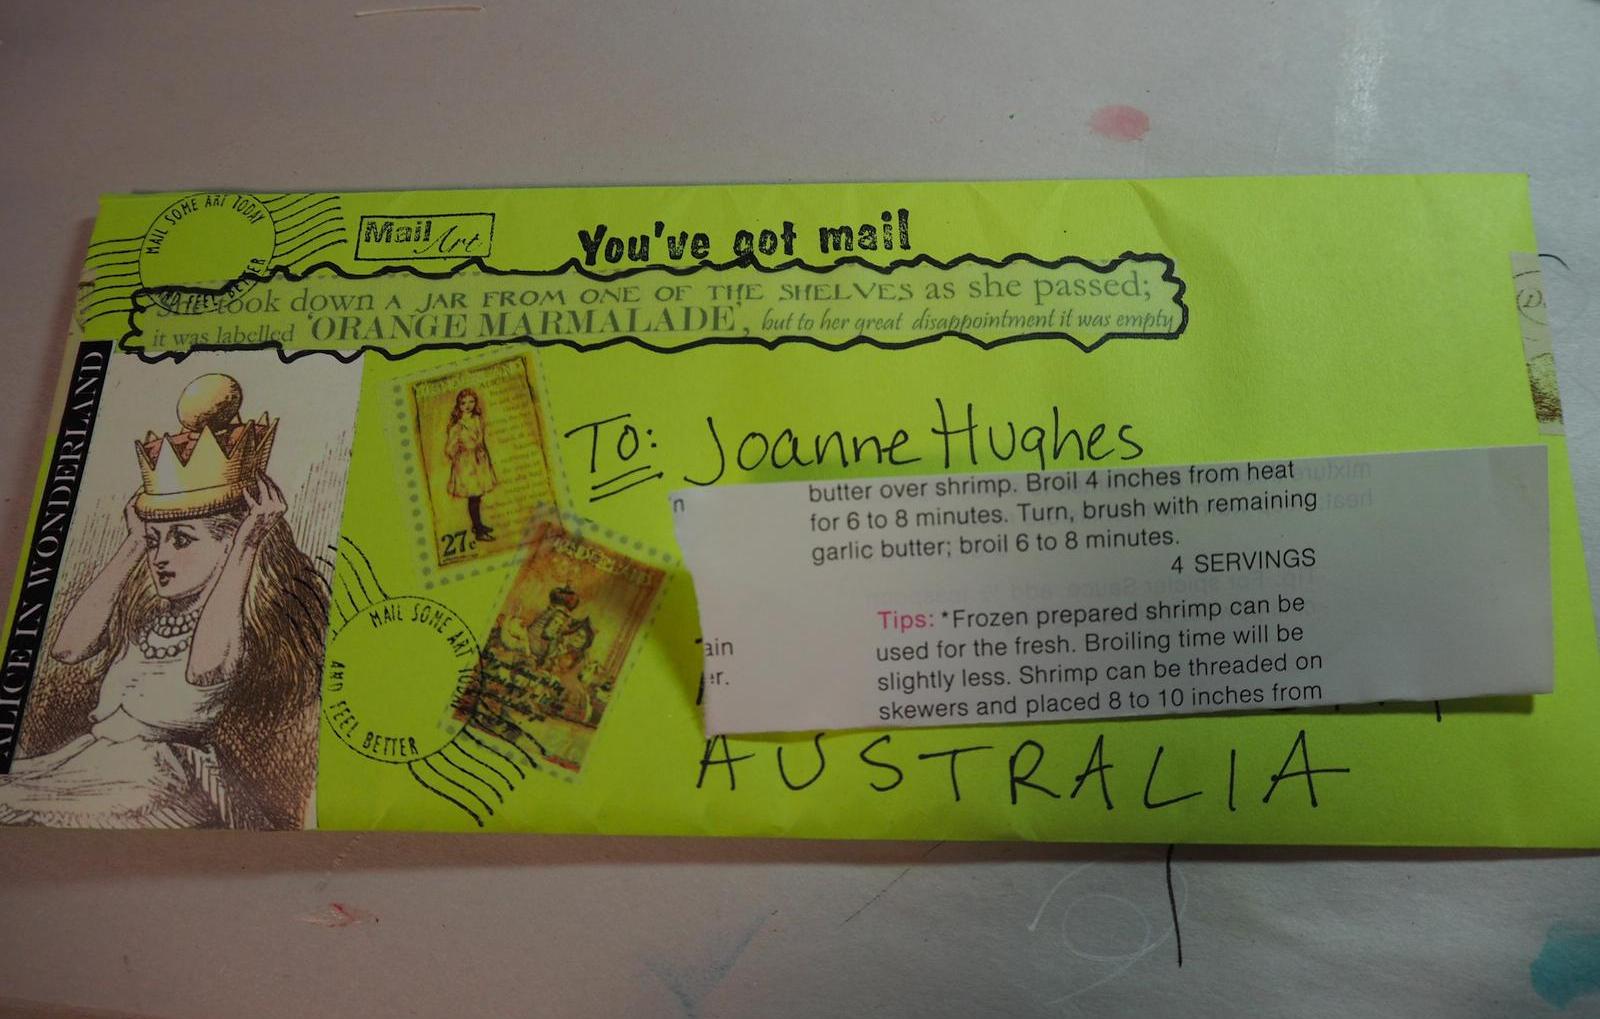 MAIL SOME ART TODAY
AND FEEL BETTER
Mail Art
You've got mail
She took down A JAR FROM ONE OF THE SHELVES as she passed;
it was labelled 'ORANGE MARMALADE', but to her great disappointment it was empty
ALICE IN WONDERLAND
27c
TO: Joanne Hughes
butter over shrimp. Broil 4 inches from heat
for 6 to 8 minutes. Turn, brush with remaining
garlic butter; broil 6 to 8 minutes.
4 SERVINGS
Tips: *Frozen prepared shrimp can be
used for the fresh. Broiling time will be
slightly less. Shrimp can be threaded on
skewers and placed 8 to 10 inches from
n
ain
er.
WONDERLAND
MAIL SOME ART TODAY
AND FEEL BETTER
AUSTRALIA